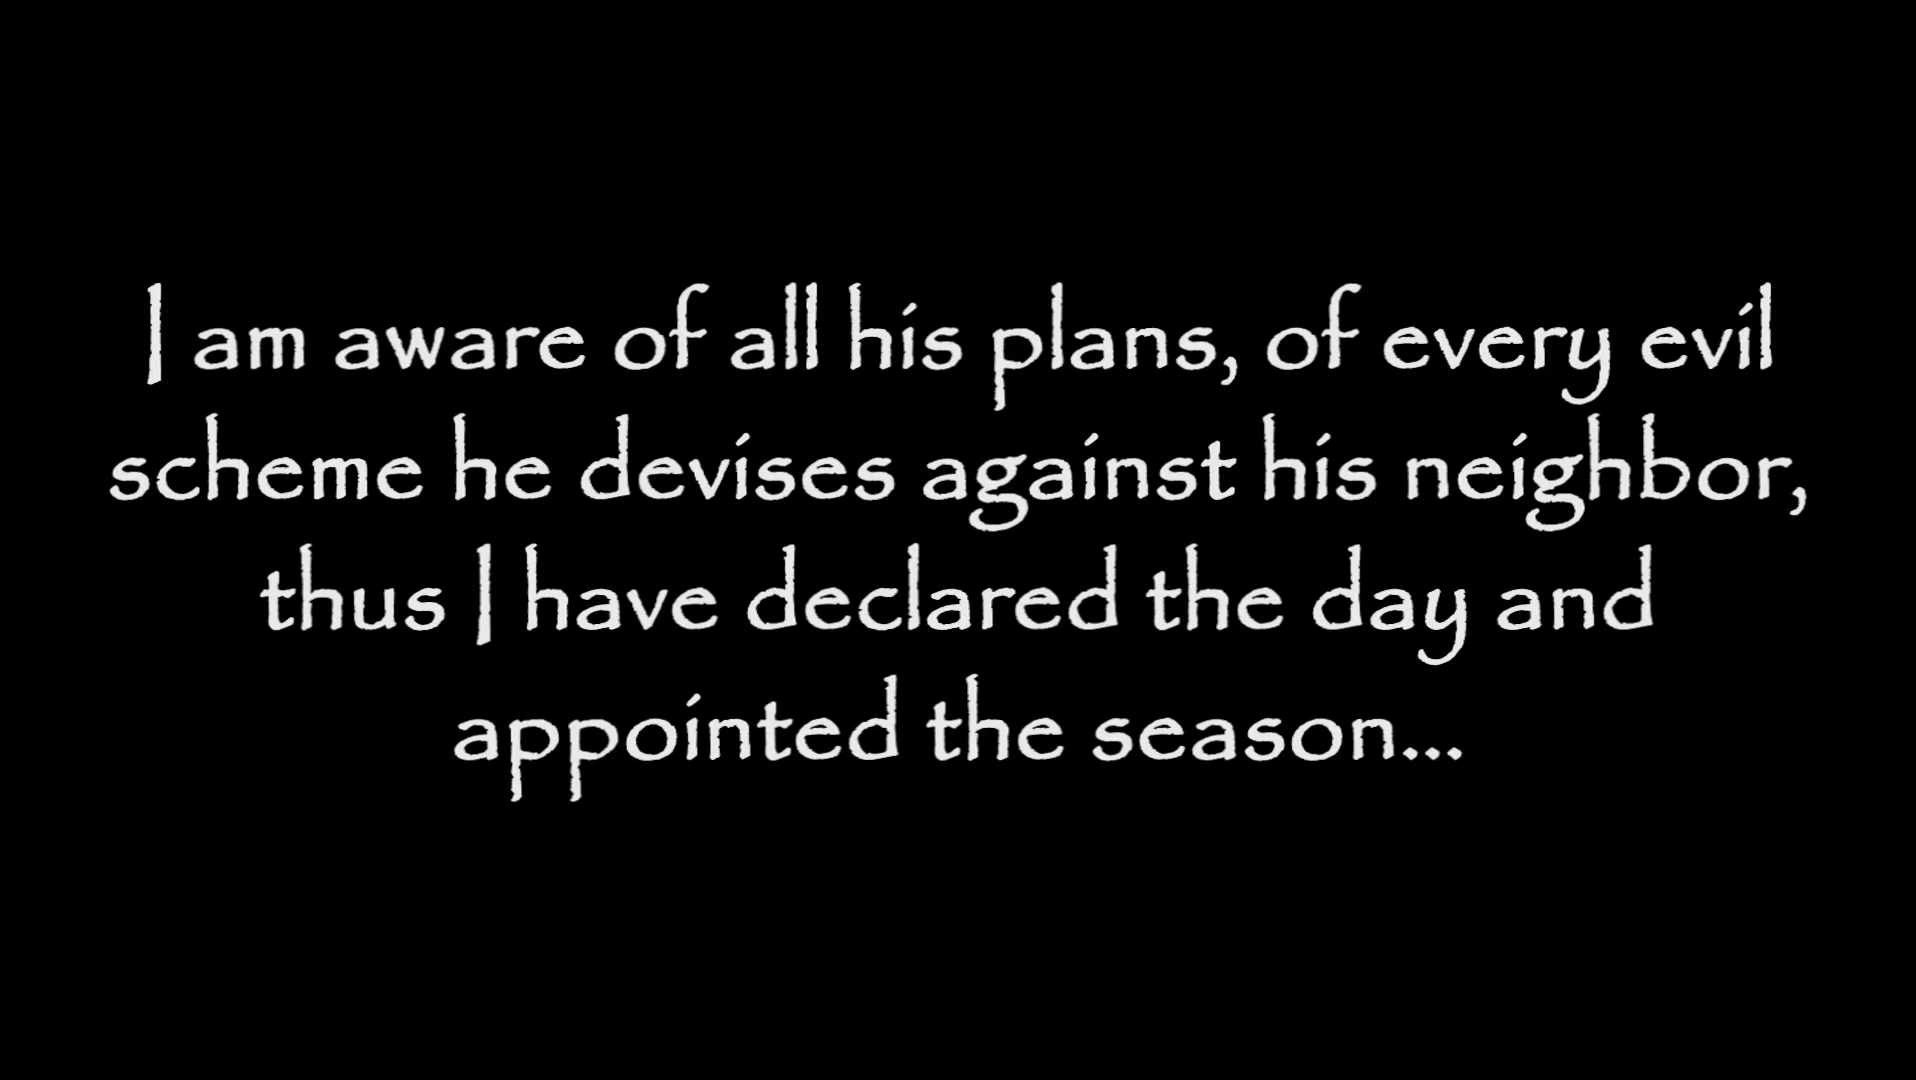 I am aware of all his plans, of every evil
scheme he devises against his neighbor,
thus I have declared the day and
appointed the season...